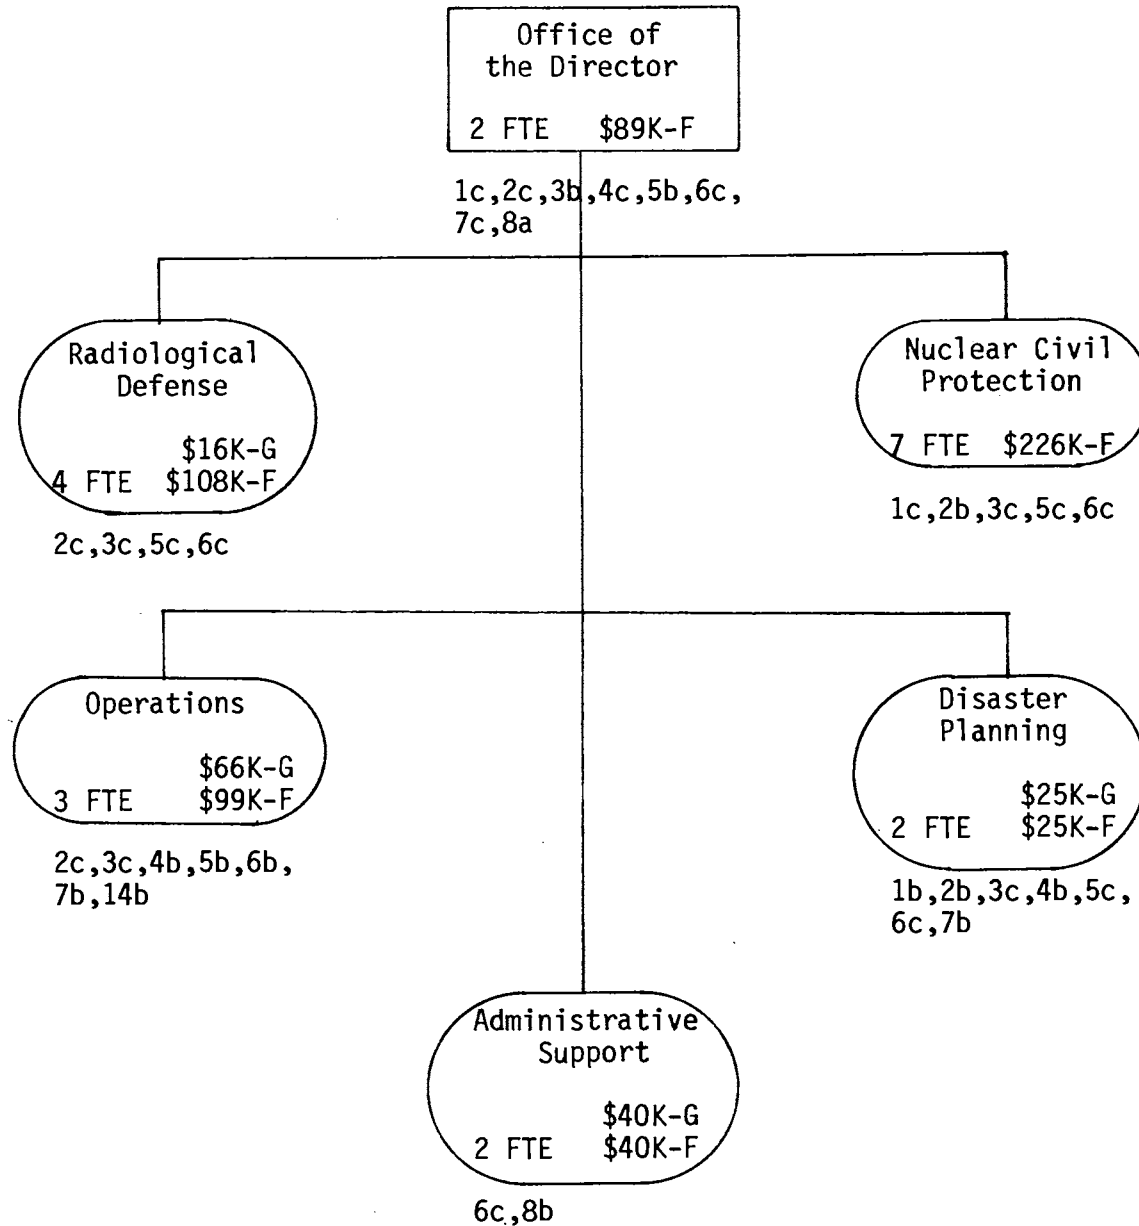 Office of
the Director
2 FTE $89K-F
1c,2c,3b,4c,5b,6c,
7c,8a
Radiological
Defense
$16K-G
4 FTE $108K-F
2c,3c,5c,6c
Nuclear Civil
Protection
7 FTE $226K-F
1c,2b,3c,5c,6c
Operations
$66K-G
3 FTE $99K-F
2c,3c,4b,5b,6b,
7b,14b
Disaster
Planning
$25K-G
2 FTE $25K-F
1b,2b,3c,4b,5c,
6c,7b
Administrative
Support
$40K-G
2 FTE $40K-F
6c,8b